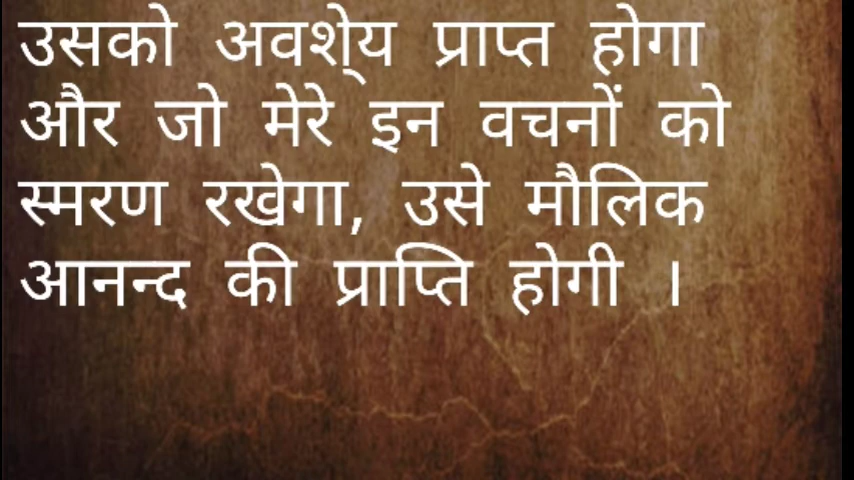 उसको अवशे्य प्राप्त होगा
और जो मेरे इन वचनों को
स्मरण रखेगा, उसे मौलिक
आनन्द की प्राप्ति होगी ।